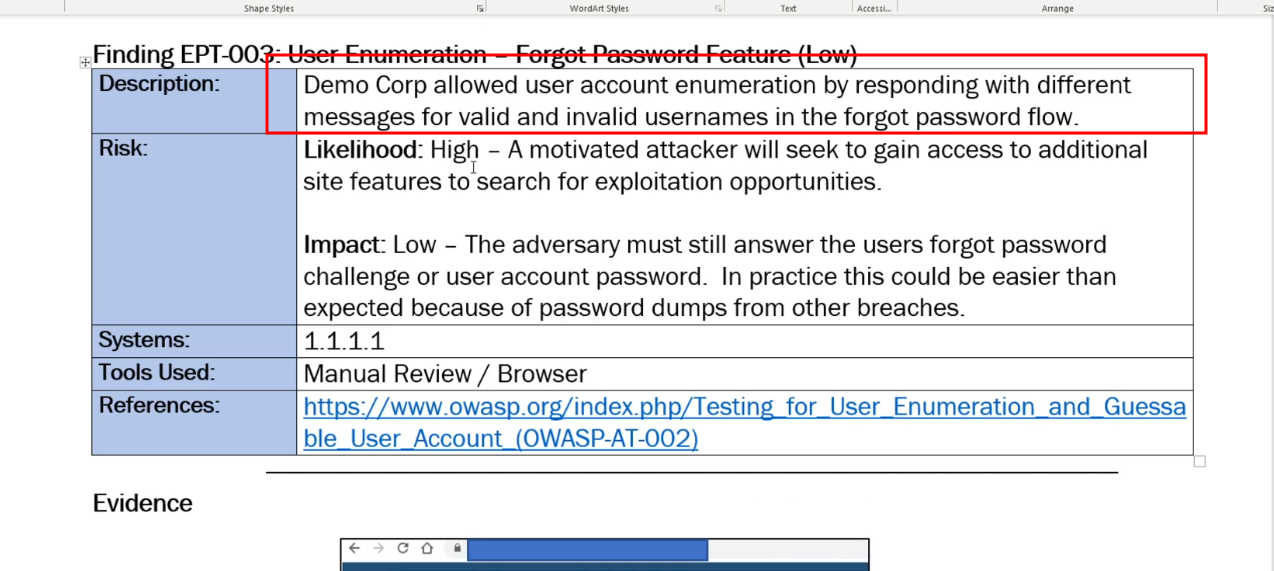 Shape Styles
WordArt Styles
Text
Accessi...
Arrange
Siz
Finding EPT-003: User Enumeration – Forgot Password Feature (Low)
Description:
Demo Corp allowed user account enumeration by responding with different
messages for valid and invalid usernames in the forgot password flow.
Risk:
Likelihood: High – A motivated attacker will seek to gain access to additional
site features to search for exploitation opportunities.
Impact: Low – The adversary must still answer the users forgot password
challenge or user account password. In practice this could be easier than
expected because of password dumps from other breaches.
Systems:
1.1.1.1
Tools Used:
Manual Review / Browser
References:
https://www.owasp.org/index.php/Testing_for_User_Enumeration_and_Guessa
ble_User_Account_(OWASP-AT-002)
Evidence